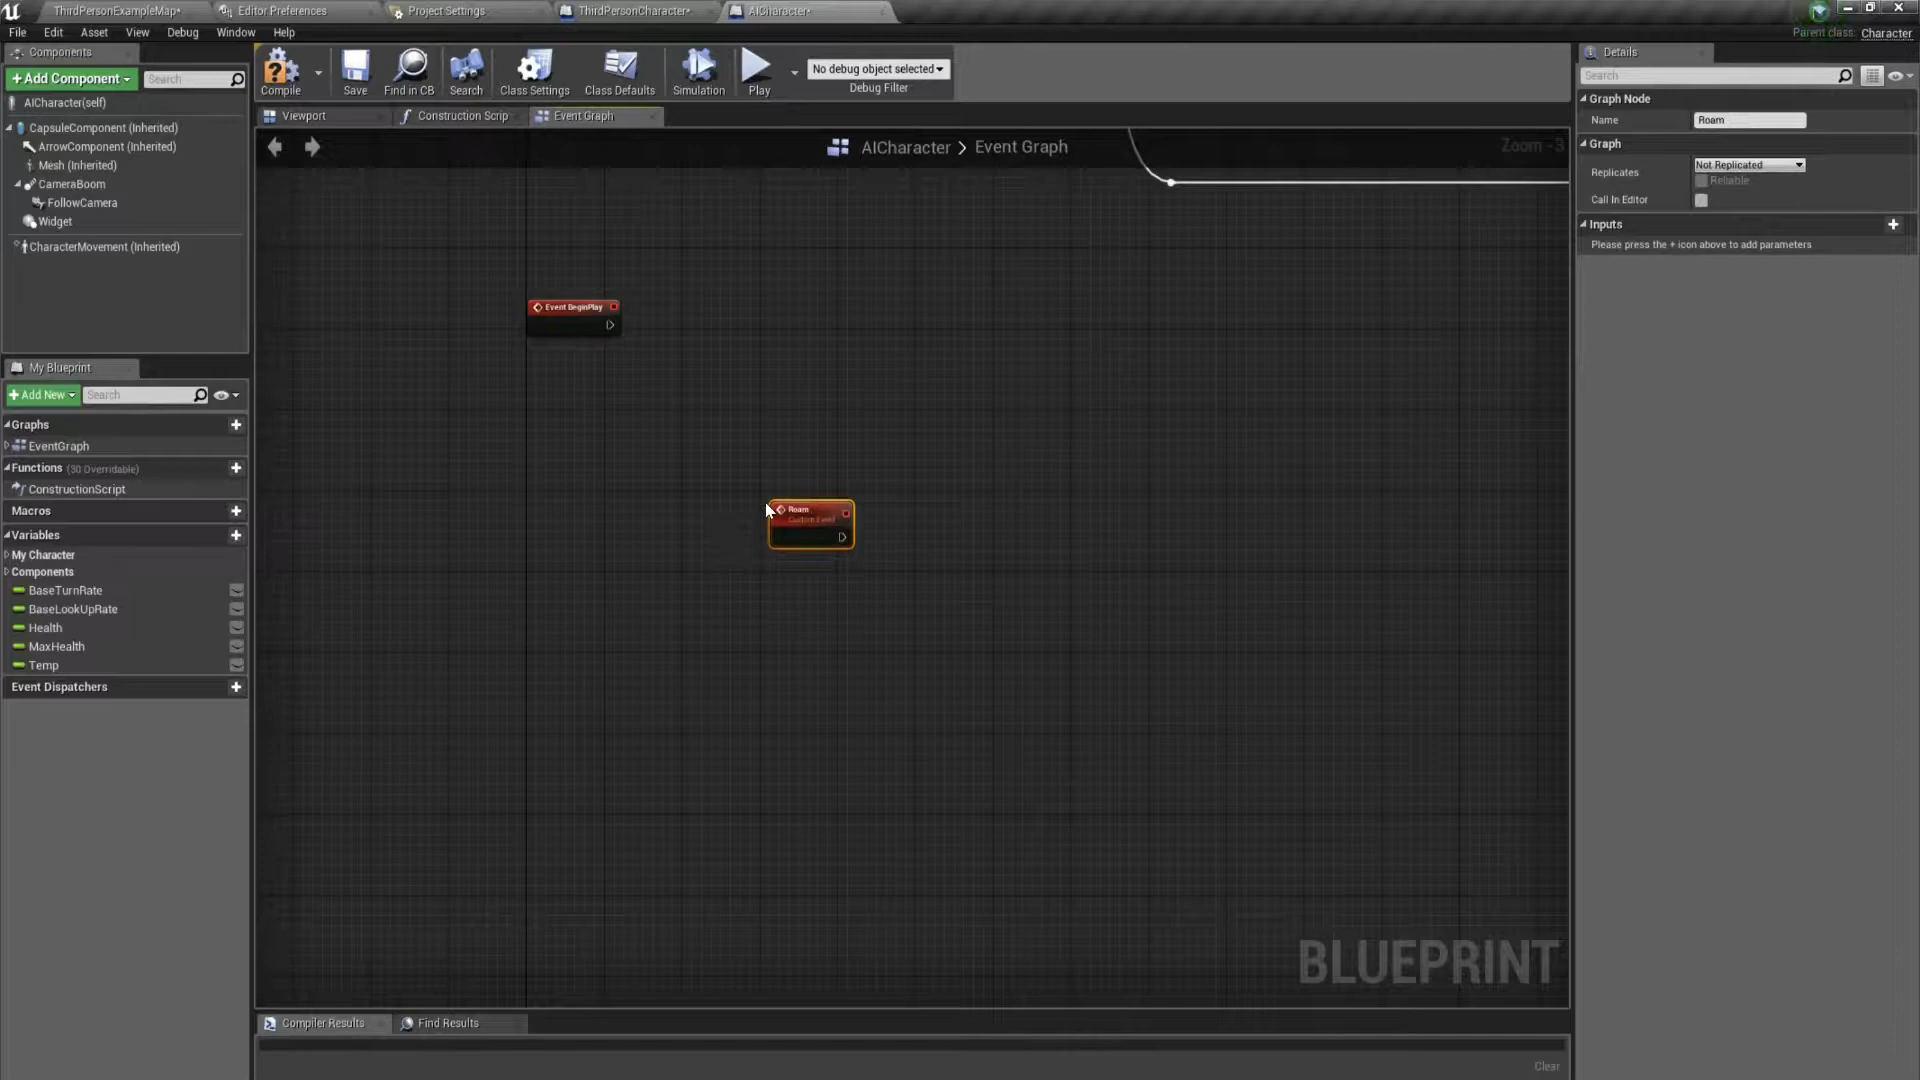 ThirdPersonExampleMap*
Editor Preferences
Project Settings
ThirdPersonCharacter*
AICharacter*
File Edit Asset View Debug Window Help
Parent class: Character
Components
+Add Component
Search
AICharacter(self)
CapsuleComponent (Inherited)
ArrowComponent (Inherited)
Mesh (Inherited)
CameraBoom
FollowCamera
Widget
CharacterMovement (Inherited)
My Blueprint
+Add New
Search
Graphs
EventGraph
Functions (30 Overridable)
ConstructionScript
Macros
Variables
My Character
Components
BaseTurnRate
BaseLookUpRate
Health
MaxHealth
Temp
Event Dispatchers
Compile
Save
Find in CB
Search
Class Settings
Class Defaults
Simulation
Play
No debug object selected
Debug Filter
Viewport
Construction Scrip
Event Graph
AICharacter > Event Graph
Zoom -3
Event BeginPlay
Roam
Custom Event
BLUEPRINT
Compiler Results
Find Results
Clear
Details
Search
Graph Node
Name
Roam
Graph
Replicates
Not Replicated
Reliable
Call In Editor
Inputs
Please press the + icon above to add parameters